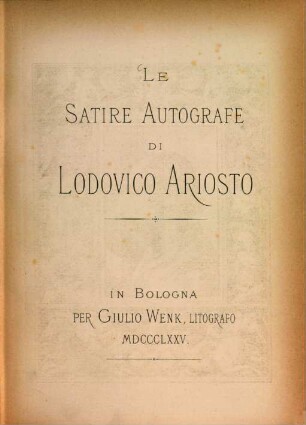 Le
Satire Autografe
di
Lodovico Ariosto
in Bologna
per Giulio Wenk, litografo
MDCCCLXXV.